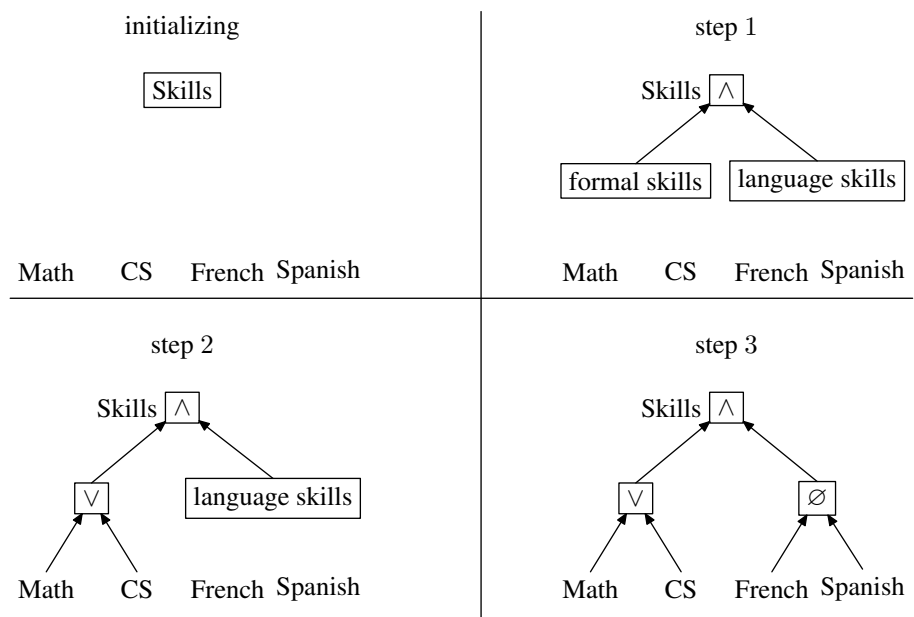 initializing
Skills
Math CS French Spanish
step 1
Skills ∧
formal skills language skills
Math CS French Spanish
step 2
Skills ∧
∨ language skills
Math CS French Spanish
step 3
Skills ∧
∨ ∅
Math CS French Spanish